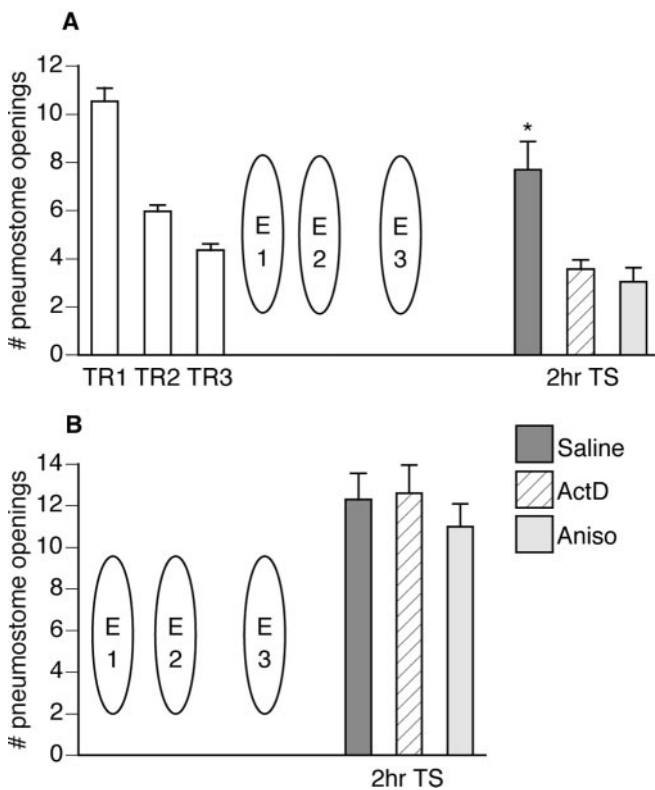 A
# pneumostome openings
12
10
8
6
4
2
0
E
1
E
2
E
3
*
TR1 TR2 TR3
2hr TS
B
# pneumostome openings
14
12
10
8
6
4
2
0
E
1
E
2
E
3
2hr TS
Saline
ActD
Aniso